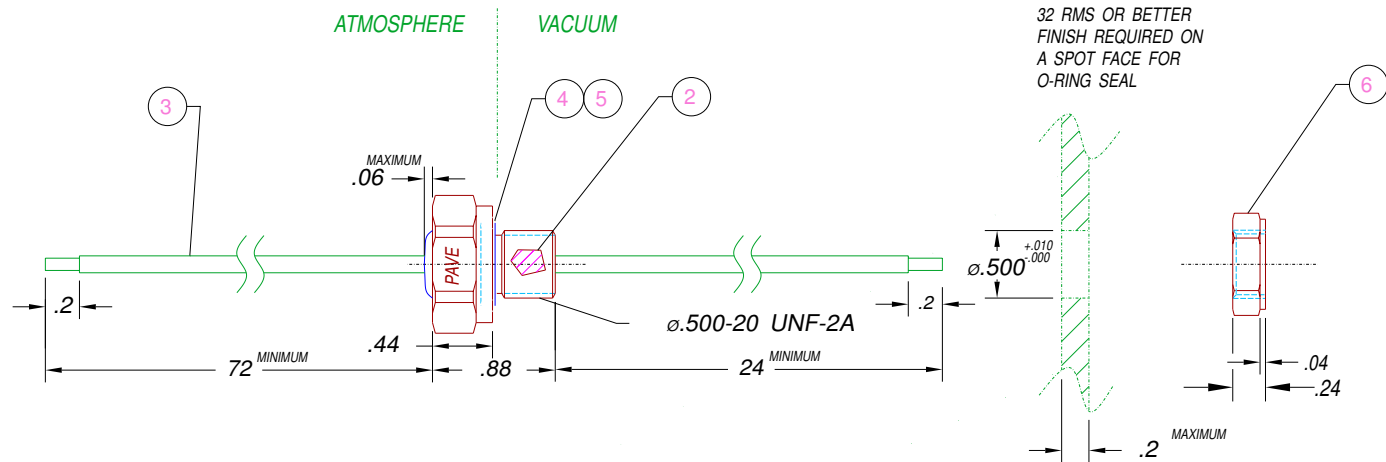 ATMOSPHERE VACUUM
32 RMS OR BETTER
FINISH REQUIRED ON
A SPOT FACE FOR
O-RING SEAL
3
4 5 2
6
MAXIMUM
.06
PAVE
Ø.500 +.010 -.000
.2
.2
Ø.500-20 UNF-2A
.44
72 MINIMUM
.88
24 MINIMUM
.04
.24
.2 MAXIMUM